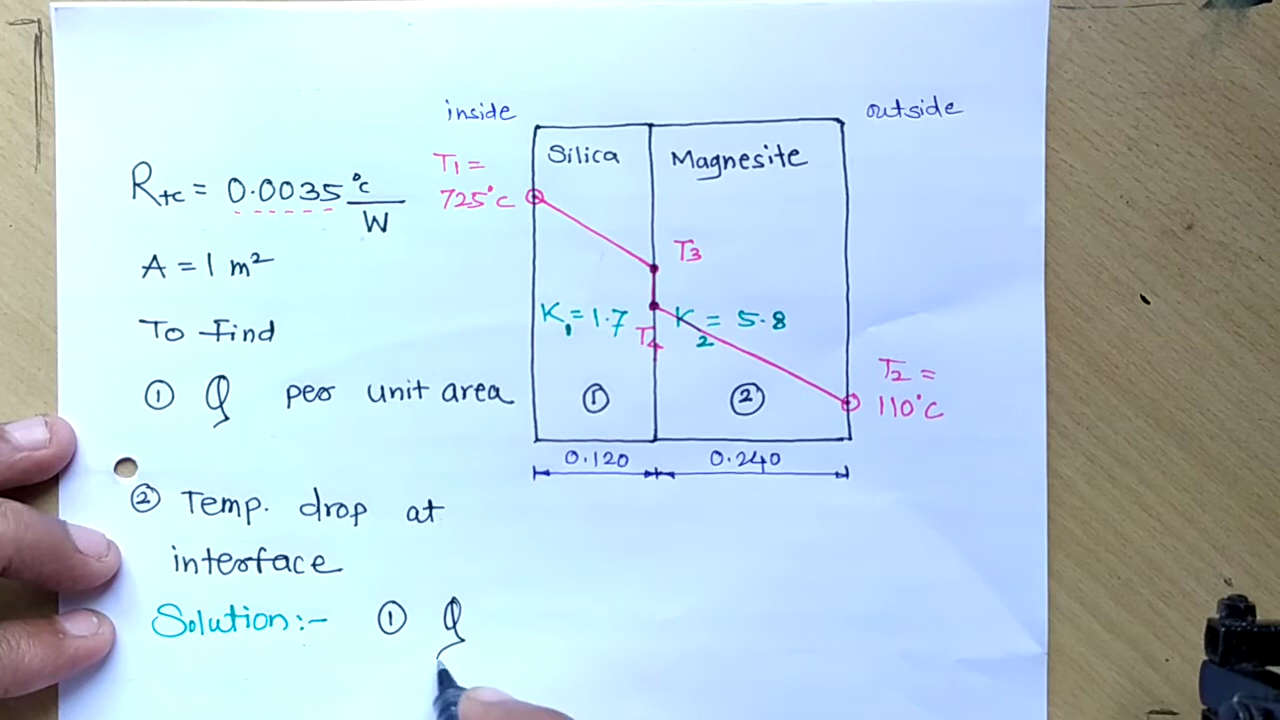 inside
outside
Silica
Magnesite
T1 =
725°C
Rtc = 0.0035 °c/W
T3
A = 1 m²
K1 = 1.7
T4
K2 = 5.8
To find
① Q per unit area
①
②
T2 =
110°C
0.120
0.240
② Temp. drop at
interface
Solution:- ① Q